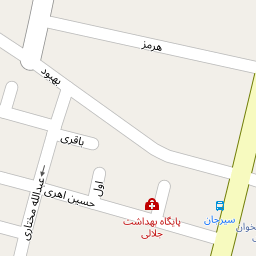 هرمز
بهبود
باقری
عبدالله مختاری
اول
حسین اهری
پایگاه بهداشت
جلالی
سیرجان